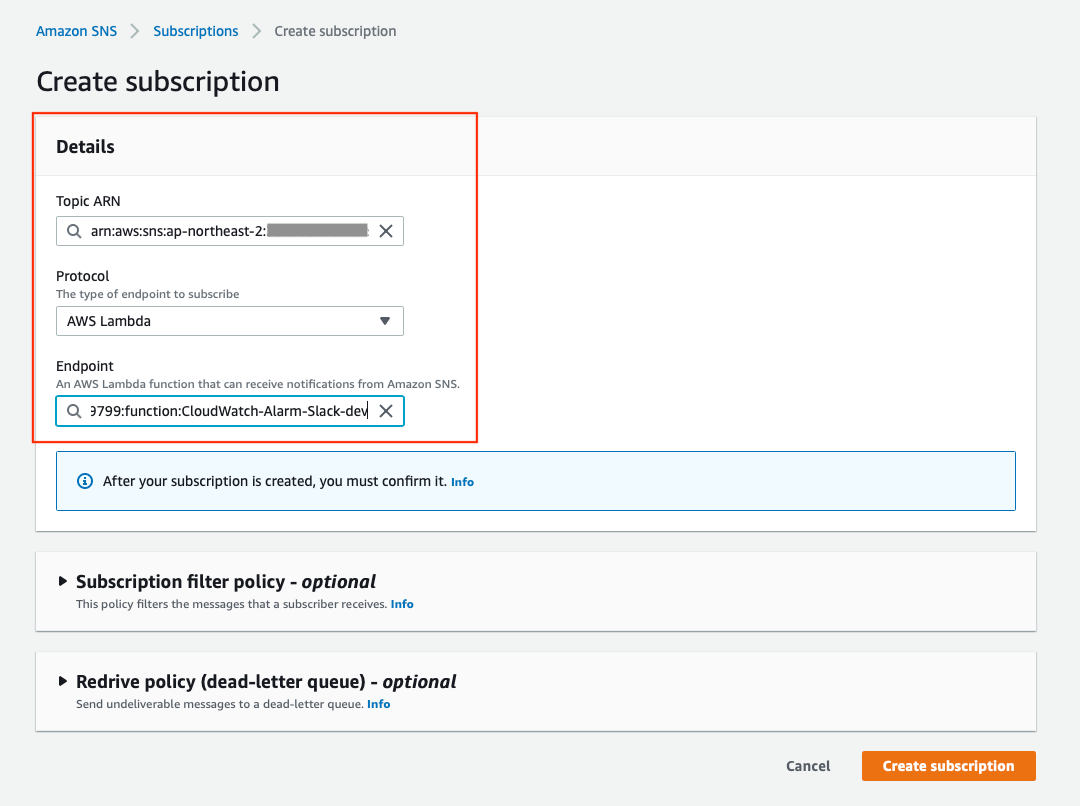 Amazon SNS > Subscriptions > Create subscription
Create subscription
Details
Topic ARN
arn:aws:sns:ap-northeast-2:
Protocol
The type of endpoint to subscribe
AWS Lambda
Endpoint
An AWS Lambda function that can receive notifications from Amazon SNS.
9799:function:CloudWatch-Alarm-Slack-dev
After your subscription is created, you must confirm it. Info
Subscription filter policy - optional
This policy filters the messages that a subscriber receives. Info
Redrive policy (dead-letter queue) - optional
Send undeliverable messages to a dead-letter queue. Info
Cancel
Create subscription